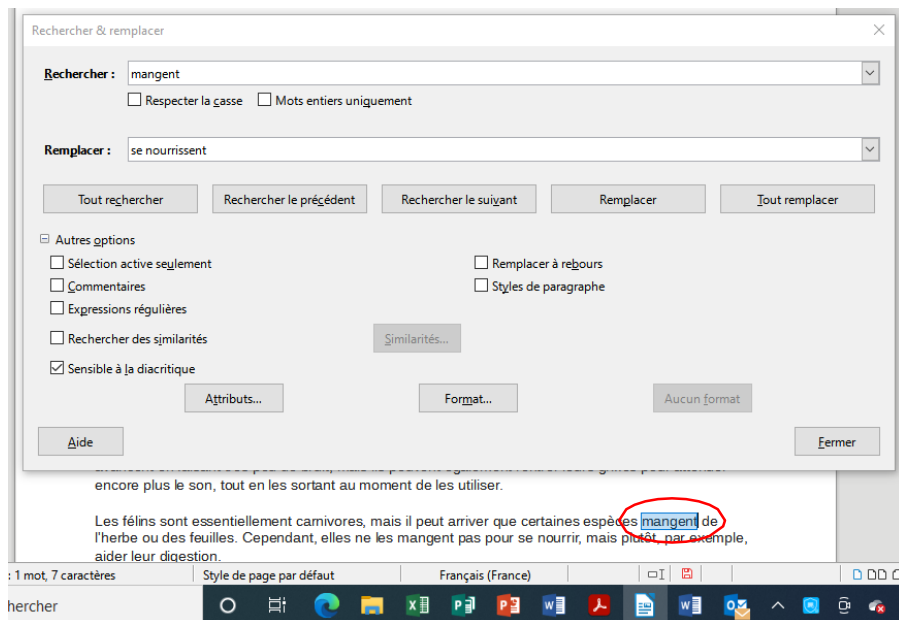 Rechercher & remplacer
Rechercher : mangent
Respecter la casse Mots entiers uniquement
Remplacer : se nourrissent
Tout rechercher Rechercher le précédent Rechercher le suivant Remplacer Tout remplacer
Autres options
Sélection active seulement Remplacer à rebours
Commentaires Styles de paragraphe
Expressions régulières
Rechercher des similarités Similarités...
Sensible à la diacritique
Attributs... Format... Aucun format
Aide Fermer
encore plus le son, tout en les sortant au moment de les utiliser.
Les félins sont essentiellement carnivores, mais il peut arriver que certaines espèces mangent de
l'herbe ou des feuilles. Cependant, elles ne les mangent pas pour se nourrir, mais plutôt, par exemple,
aider leur digestion.
: 1 mot, 7 caractères Style de page par défaut Français (France)
hercher